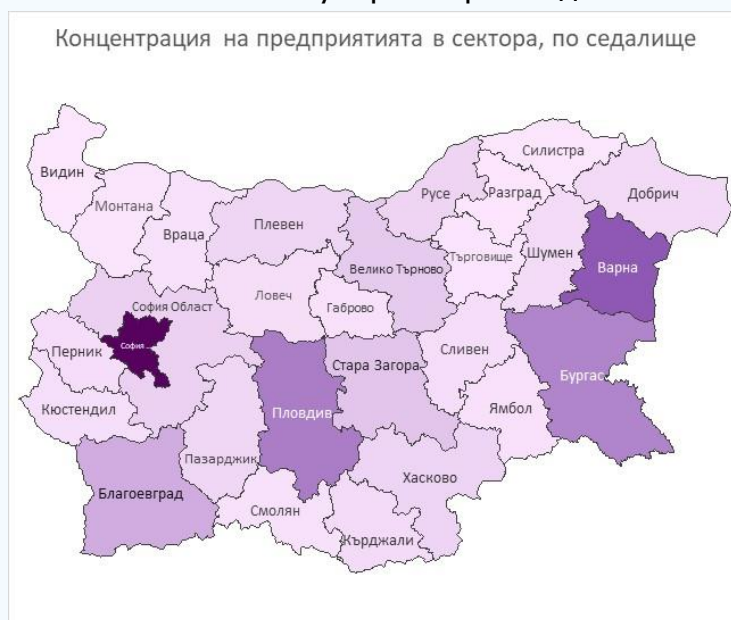 Концентрация на предприятията в сектора, по седалище
Силистра
Видин
Русе
Разград
Добрич
Монтана
Плевен
Враца
Търговище
Шумен
Варна
Велико Търново
Ловеч
София Област
Габрово
София
Перник
Сливен
Стара Загора
Бургас
Кюстендил
Пловдив
Ямбол
Пазарджик
Хасково
Благоевград
Смолян
Кърджали